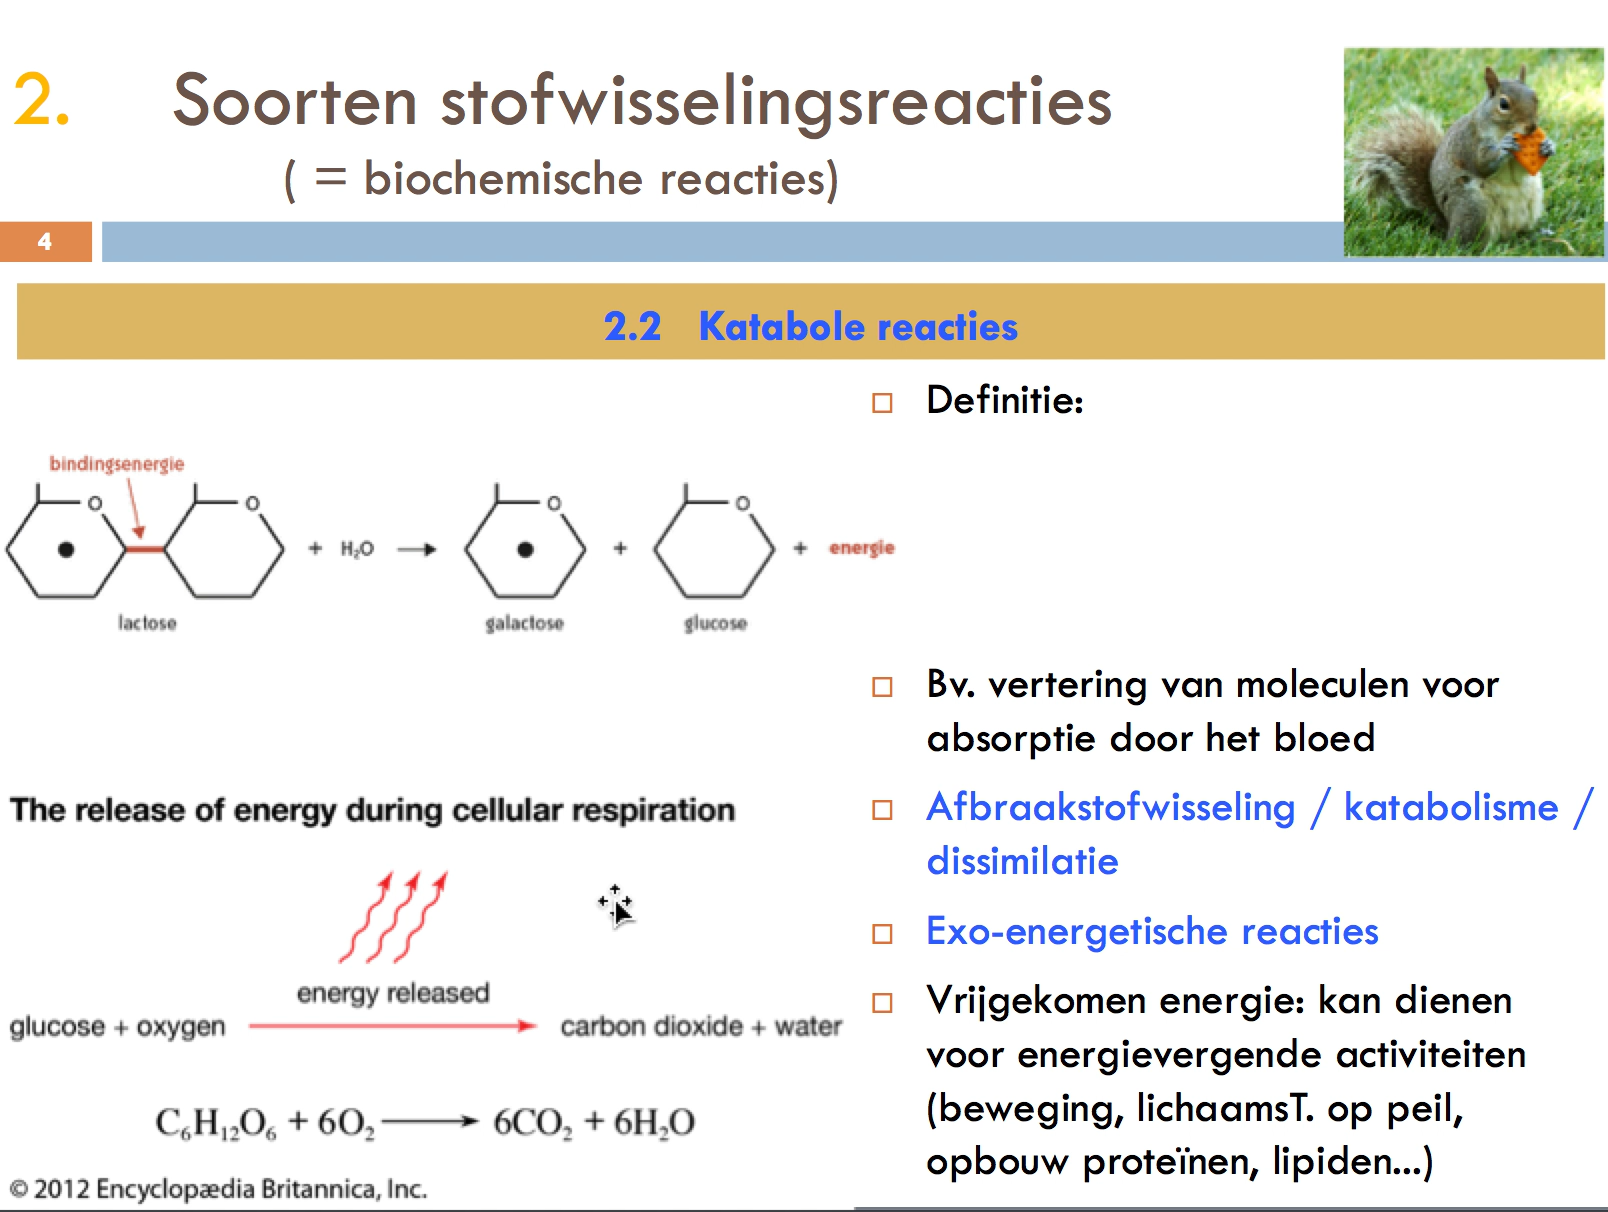 2. Soorten stofwisselingsreacties
( = biochemische reacties)
4
2.2 Katabole reacties
Definitie:
bindingsenergie
O O + H₂O → O + O + energie
lactose galactose glucose
Bv. vertering van moleculen voor
absorptie door het bloed
Afbraakstofwisseling / katabolisme /
dissimilatie
Exo-energetische reacties
Vrijgekomen energie: kan dienen
voor energievergende activiteiten
(beweging, lichaamsT. op peil,
opbouw proteïnen, lipiden...)
The release of energy during cellular respiration
energy released
glucose + oxygen → carbon dioxide + water
C₆H₁₂O₆ + 6O₂ → 6CO₂ + 6H₂O
© 2012 Encyclopædia Britannica, Inc.